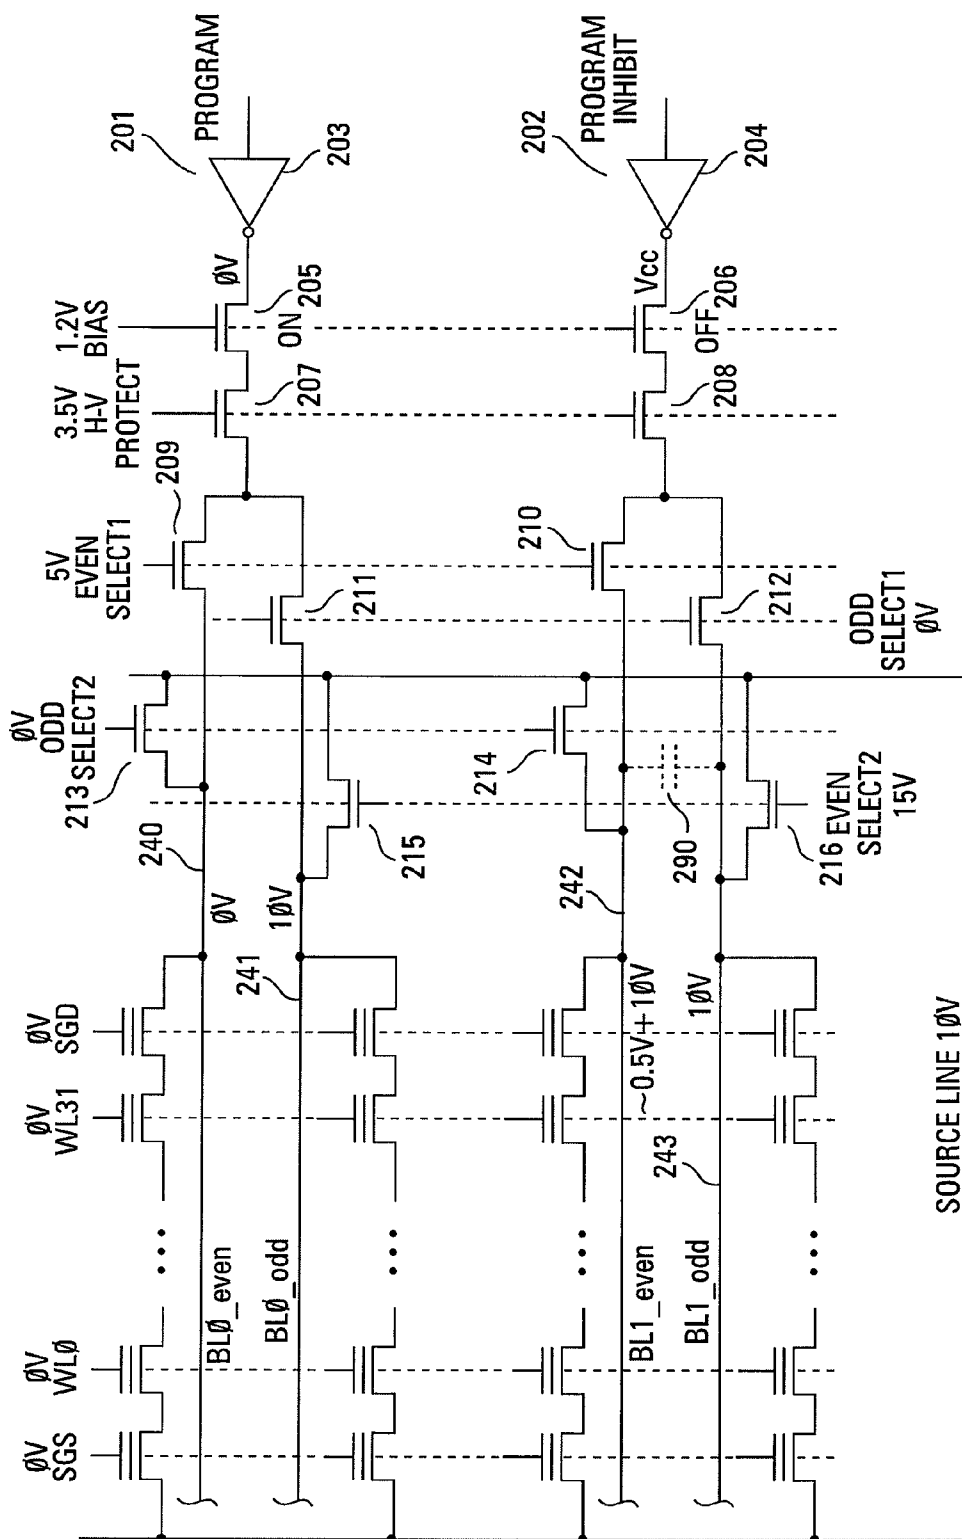 PROGRAM
201
203
PROGRAM
INHIBIT
202
204
1.2V
BIAS
ØV
205
ON
Vcc
206
OFF
3.5V
H-V
PROTECT
207
208
209
5V
EVEN
SELECT1
210
211
212
ODD
SELECT1
ØV
ØV
ODD
SELECT2
213
214
215
216
EVEN
SELECT2
15V
290
240
ØV
1ØV
241
242
~0.5V + 1ØV
1ØV
243
ØV
SGD
ØV
WL31
• • •
• • •
• • •
• • •
BLØ_even
BLØ_odd
BL1_even
BL1_odd
ØV
WLØ
ØV
SGS
SOURCE LINE 1ØV